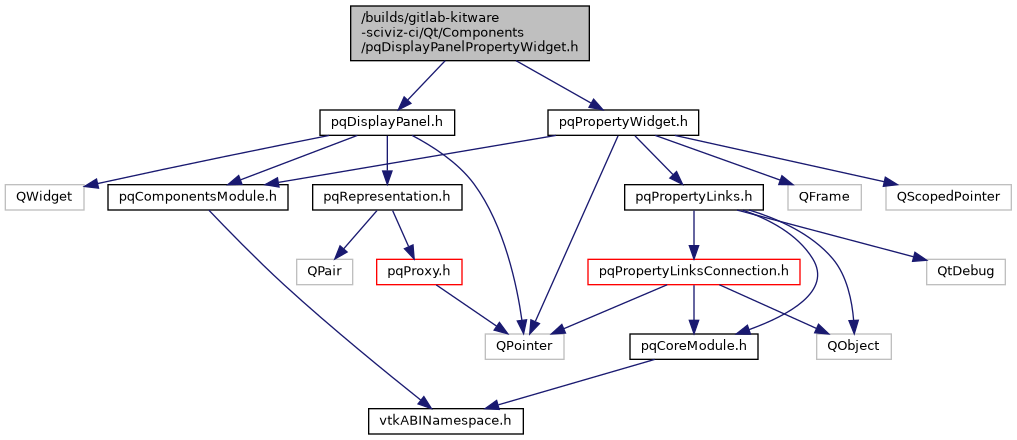 /builds/gitlab-kitware
-sciviz-ci/Qt/Components
/pqDisplayPanelPropertyWidget.h
pqDisplayPanel.h
pqPropertyWidget.h
QWidget
pqComponentsModule.h
pqRepresentation.h
pqPropertyLinks.h
QFrame
QScopedPointer
QPair
pqProxy.h
pqPropertyLinksConnection.h
QtDebug
QPointer
pqCoreModule.h
QObject
vtkABINamespace.h